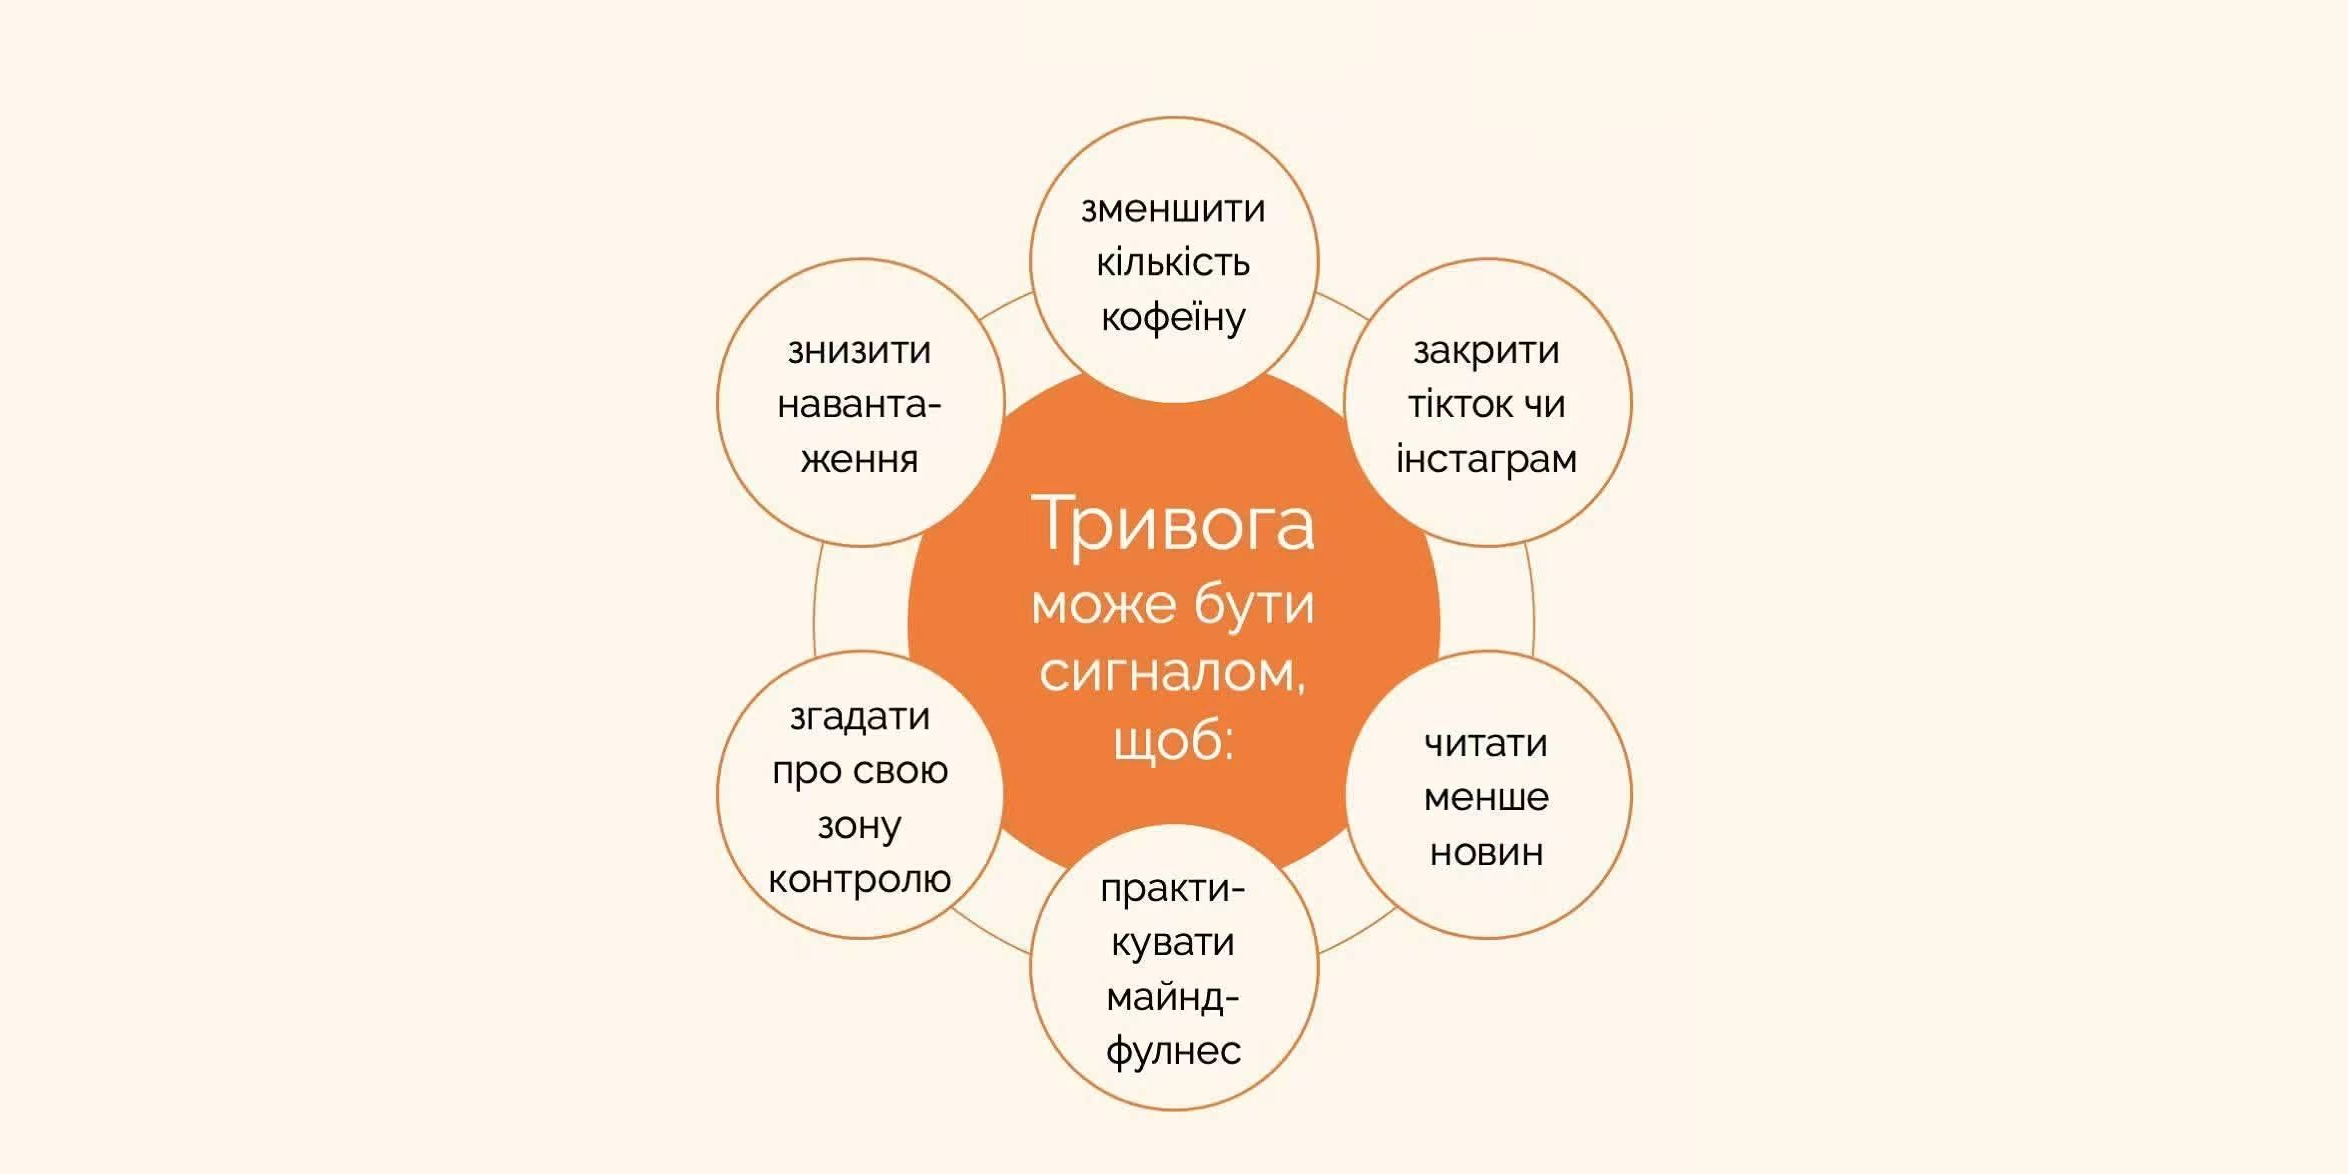 Тривога
може бути
сигналом,
щоб:
зменшити
кількість
кофеїну
закрити
тікток чи
інстаграм
читати
менше
новин
практи-
кувати
майнд-
фулнес
згадати
про свою
зону
контролю
знизити
наванта-
ження